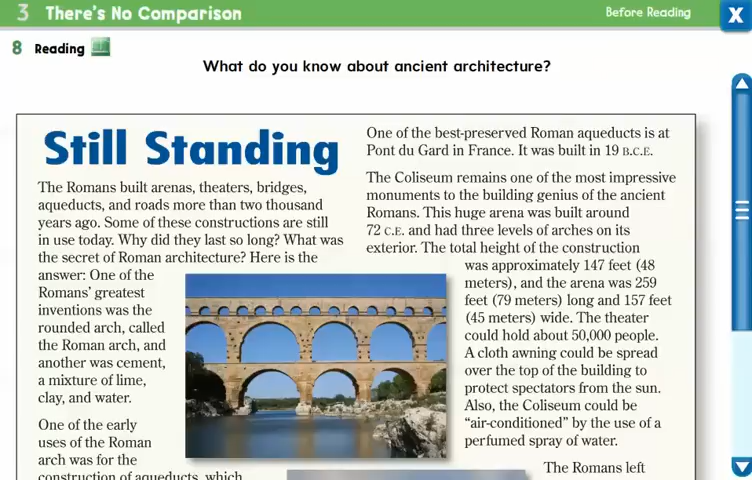 3 There's No Comparison
Before Reading
X
8 Reading
What do you know about ancient architecture?
Still Standing
The Romans built arenas, theaters, bridges,
aqueducts, and roads more than two thousand
years ago. Some of these constructions are still
in use today. Why did they last so long? What was
the secret of Roman architecture? Here is the
answer: One of the
Romans' greatest
inventions was the
rounded arch, called
the Roman arch, and
another was cement,
a mixture of lime,
clay, and water.
One of the early
uses of the Roman
arch was for the
construction of aqueducts, which
One of the best-preserved Roman aqueducts is at
Pont du Gard in France. It was built in 19 B.C.E.
The Coliseum remains one of the most impressive
monuments to the building genius of the ancient
Romans. This huge arena was built around
72 C.E. and had three levels of arches on its
exterior. The total height of the construction
was approximately 147 feet (48
meters), and the arena was 259
feet (79 meters) long and 157 feet
(45 meters) wide. The theater
could hold about 50,000 people.
A cloth awning could be spread
over the top of the building to
protect spectators from the sun.
Also, the Coliseum could be
“air-conditioned” by the use of a
perfumed spray of water.
The Romans left